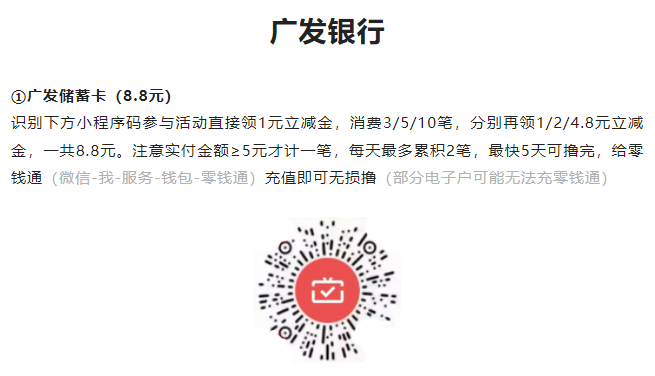 广发银行
①广发储蓄卡（8.8元）
识别下方小程序码参与活动直接领1元立减金，消费3/5/10笔，分别再领1/2/4.8元立减
金，一共8.8元。注意实付金额≥5元才计一笔，每天最多累积2笔，最快5天可撸完，给零
钱通（微信-我-服务-钱包-零钱通）充值即可无损撸（部分电子户可能无法充零钱通）